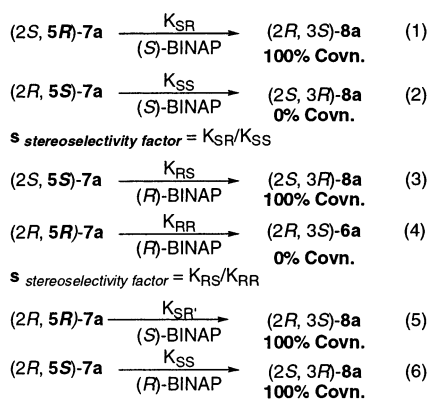 (2S, 5R)-7a K_SR (S)-BINAP (2R, 3S)-8a 100% Covn. (1)
(2R, 5S)-7a K_SS (S)-BINAP (2S, 3R)-8a 0% Covn. (2)
s stereoselectivity factor = K_SR/K_SS
(2S, 5S)-7a K_RS (R)-BINAP (2S, 3R)-8a 100% Covn. (3)
(2R, 5R)-7a K_RR (R)-BINAP (2R, 3S)-6a 0% Covn. (4)
s stereoselectivity factor = K_RS/K_RR
(2R, 5R)-7a K_SR' (S)-BINAP (2R, 3S)-8a 100% Covn. (5)
(2R, 5S)-7a K_SS (R)-BINAP (2S, 3R)-8a 100% Covn. (6)